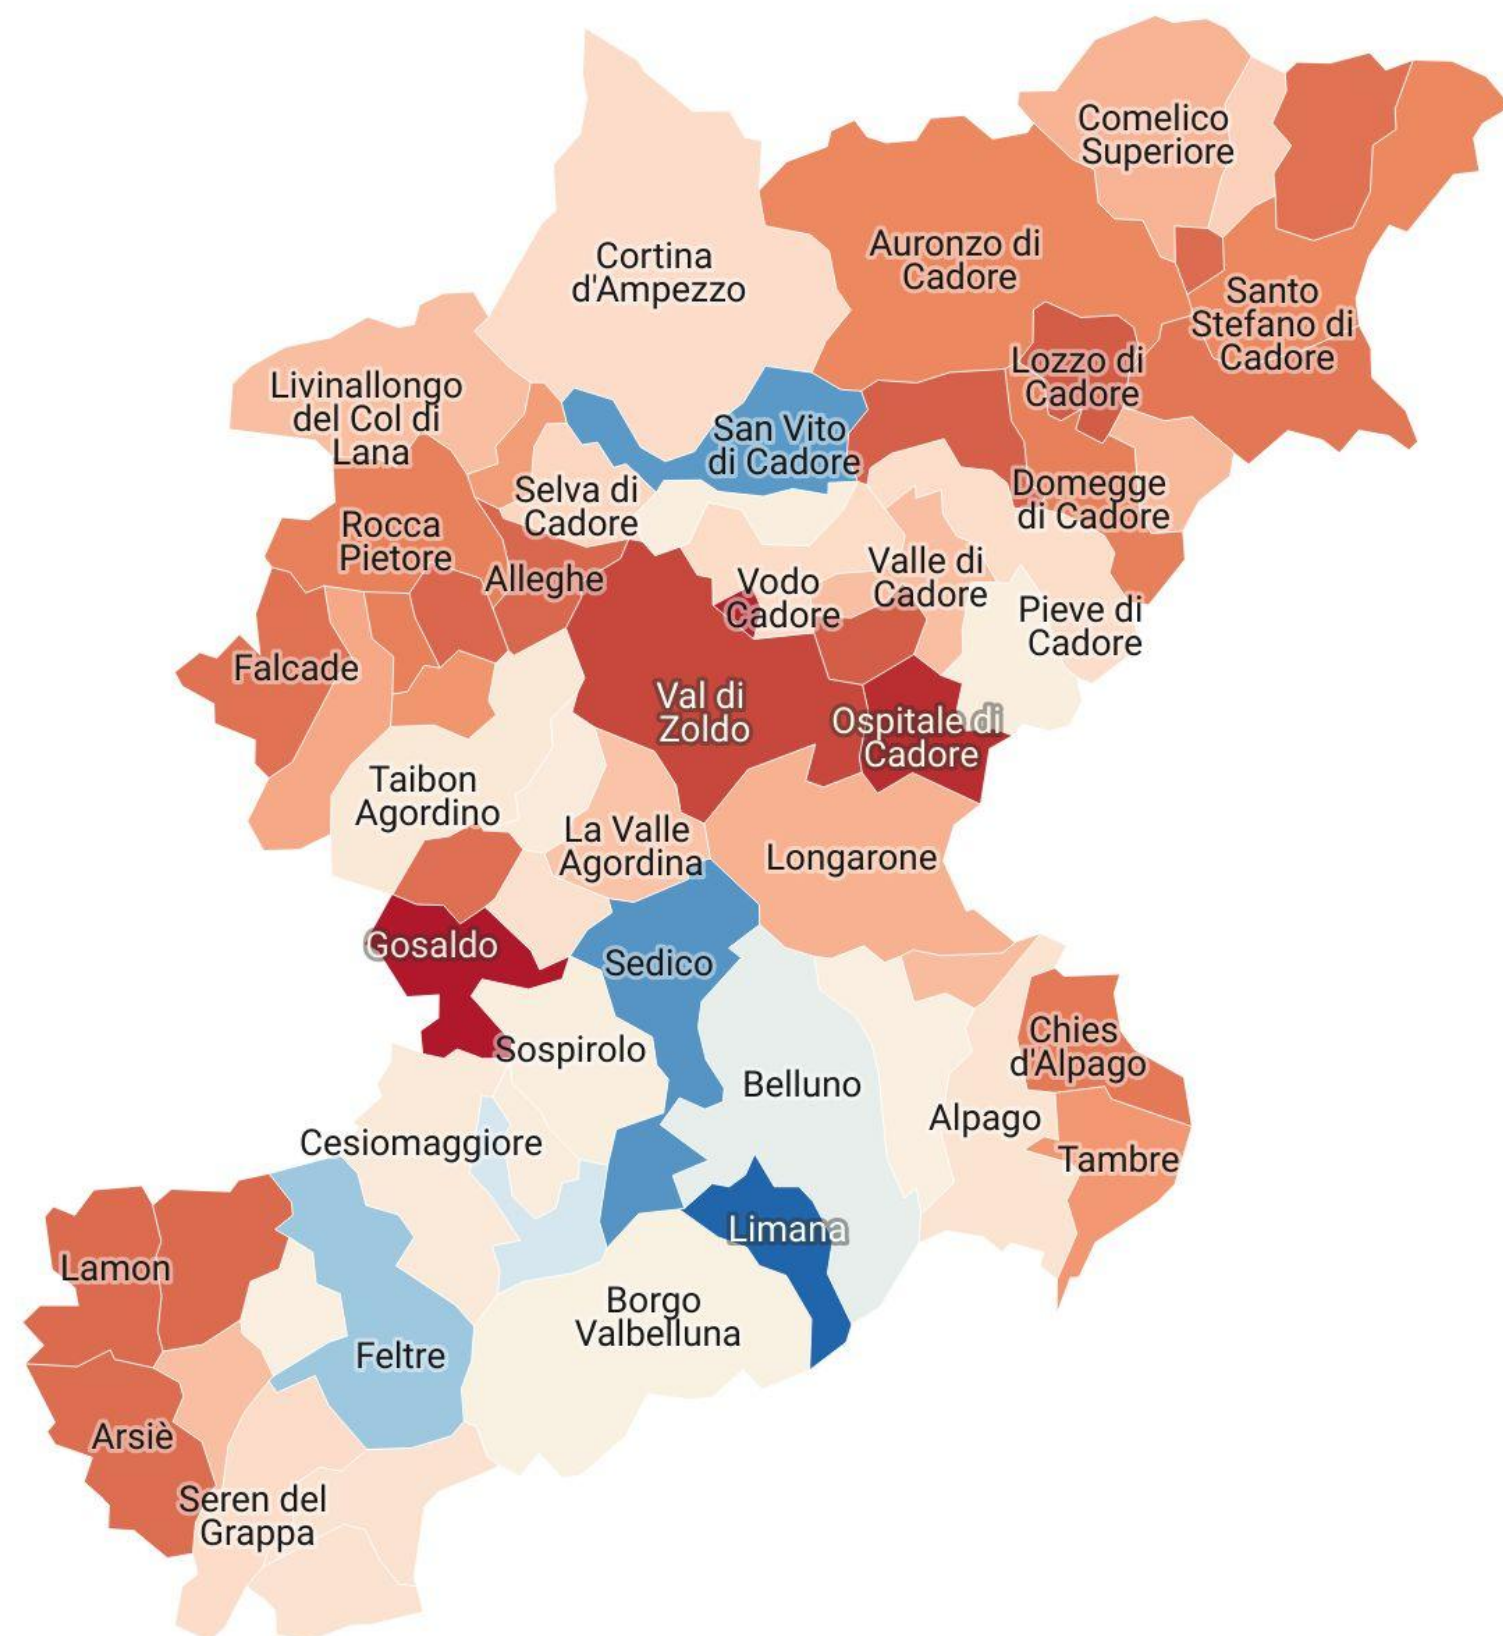 Comelico
Superiore
Cortina
d'Ampezzo
Auronzo di
Cadore
Santo
Stefano di
Cadore
Lozzo di
Cadore
Livinallongo
del Col di
Lana
San Vito
di Cadore
Selva di
Cadore
Domegge
di Cadore
Rocca
Pietore
Alleghe
Vodo
Cadore
Valle di
Cadore
Pieve di
Cadore
Falcade
Val di
Zoldo
Ospitale di
Cadore
Taibon
Agordino
La Valle
Agordina
Longarone
Gosaldo
Sedico
Sospirolo
Chies
d'Alpago
Belluno
Alpago
Cesiomaggiore
Tambre
Limana
Lamon
Borgo
Valbelluna
Feltre
Arsiè
Seren del
Grappa